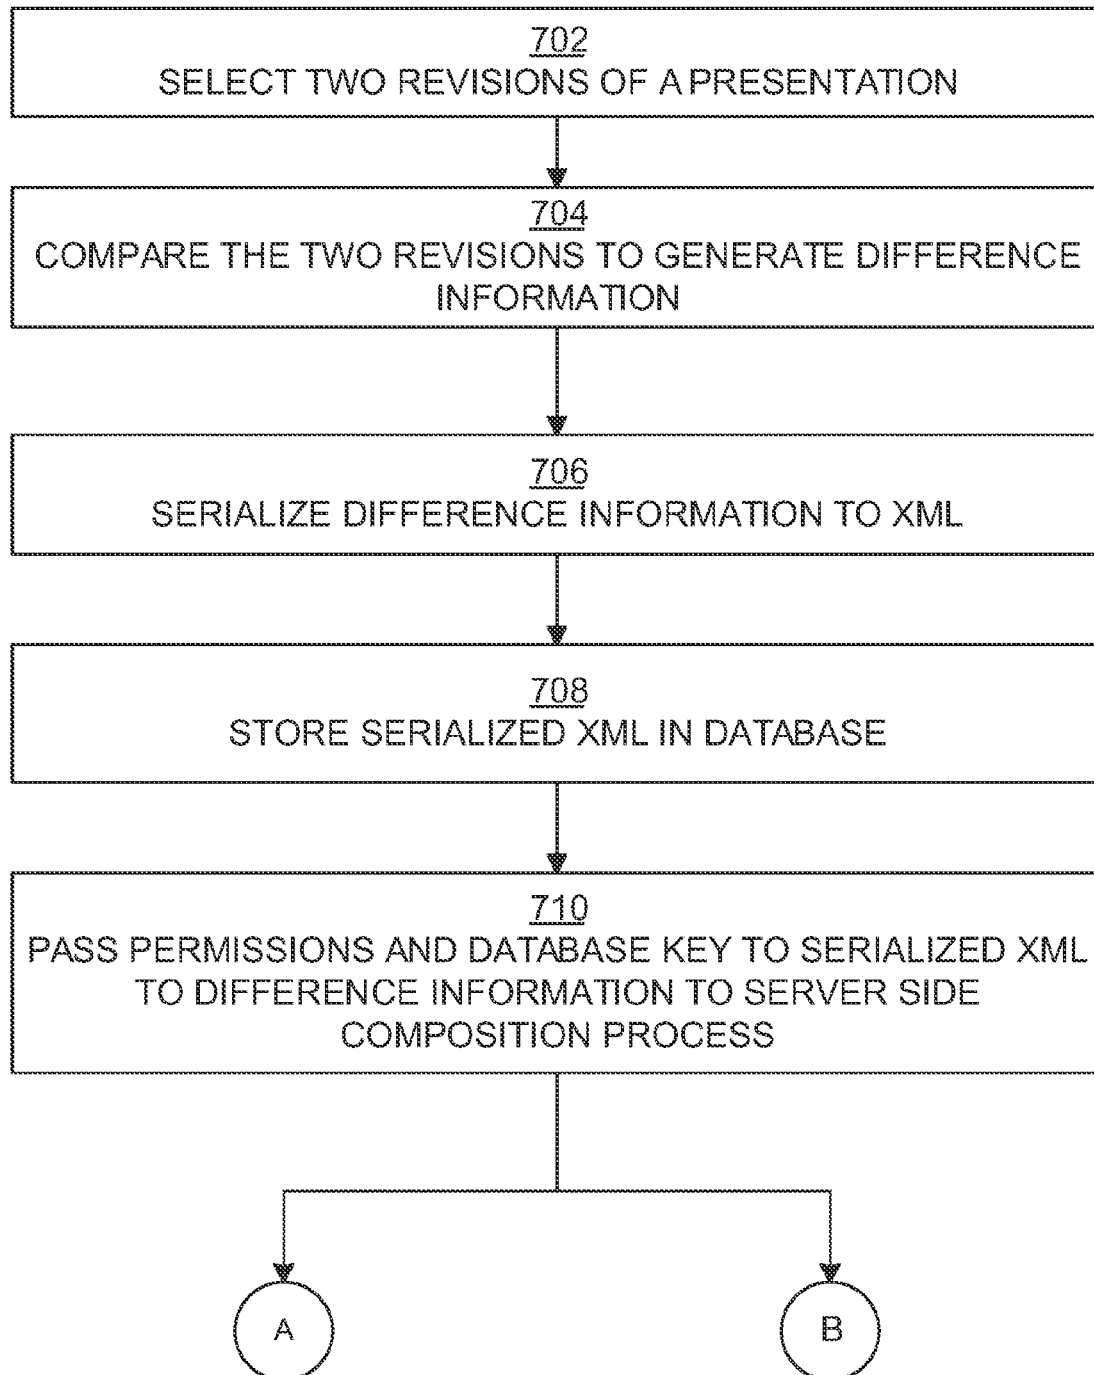 702
SELECT TWO REVISIONS OF A PRESENTATION
704
COMPARE THE TWO REVISIONS TO GENERATE DIFFERENCE
INFORMATION
706
SERIALIZE DIFFERENCE INFORMATION TO XML
708
STORE SERIALIZED XML IN DATABASE
710
PASS PERMISSIONS AND DATABASE KEY TO SERIALIZED XML
TO DIFFERENCE INFORMATION TO SERVER SIDE
COMPOSITION PROCESS
A
B